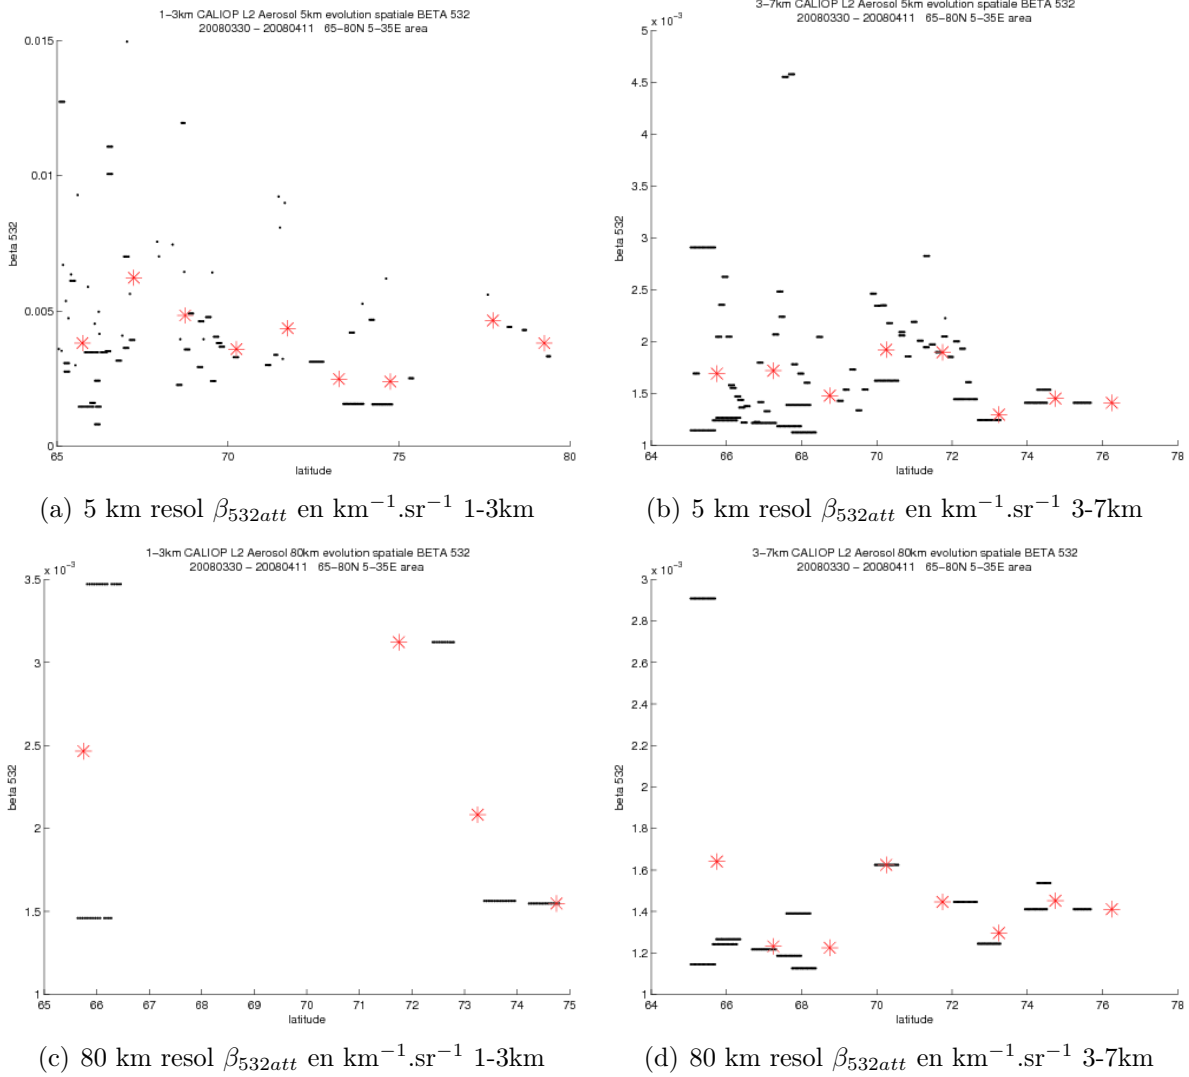 1−3km CALIOP L2 Aerosol 5km evolution spatiale BETA 532
20080330 − 20080411 65−80N 5−35E area
0.015
0.01
0.005
0
beta 532
65 70 75 80
latitude
(a) 5 km resol β532att en km−1.sr−1 1-3km
3−7km CALIOP L2 Aerosol 5km evolution spatiale BETA 532
20080330 − 20080411 65−80N 5−35E area
x 10−3
5
4.5
4
3.5
3
2.5
2
1.5
1
beta 532
64 66 68 70 72 74 76 78
latitude
(b) 5 km resol β532att en km−1.sr−1 3-7km
1−3km CALIOP L2 Aerosol 80km evolution spatiale BETA 532
20080330 − 20080411 65−80N 5−35E area
x 10−3
3.5
3
2.5
2
1.5
1
beta 532
65 66 67 68 69 70 71 72 73 74 75
latitude
(c) 80 km resol β532att en km−1.sr−1 1-3km
3−7km CALIOP L2 Aerosol 80km evolution spatiale BETA 532
20080330 − 20080411 65−80N 5−35E area
x 10−3
3
2.8
2.6
2.4
2.2
2
1.8
1.6
1.4
1.2
1
beta 532
64 66 68 70 72 74 76 78
latitude
(d) 80 km resol β532att en km−1.sr−1 3-7km